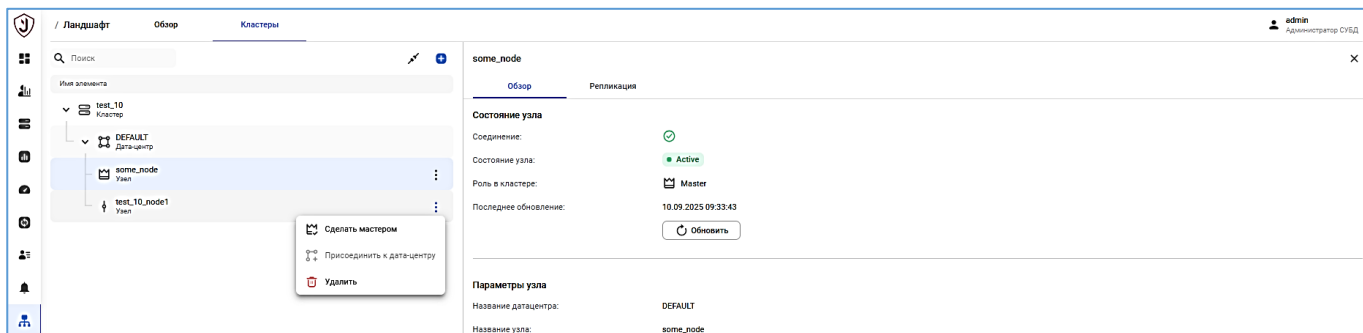 / Ландшафт
Обзор
Кластеры
admin
Администратор СУБД
Поиск
Имя элемента
test_10
Кластер
DEFAULT
Дата-центр
some_node
Узел
test_10_node1
Узел
Сделать мастером
Присоединить к дата-центру
Удалить
some_node
Обзор
Репликация
Состояние узла
Соединение:
Состояние узла:
Active
Роль в кластере:
Master
Последнее обновление:
10.09.2025 09:33:43
Обновить
Параметры узла
Название датацентра:
DEFAULT
Название узла:
some_node